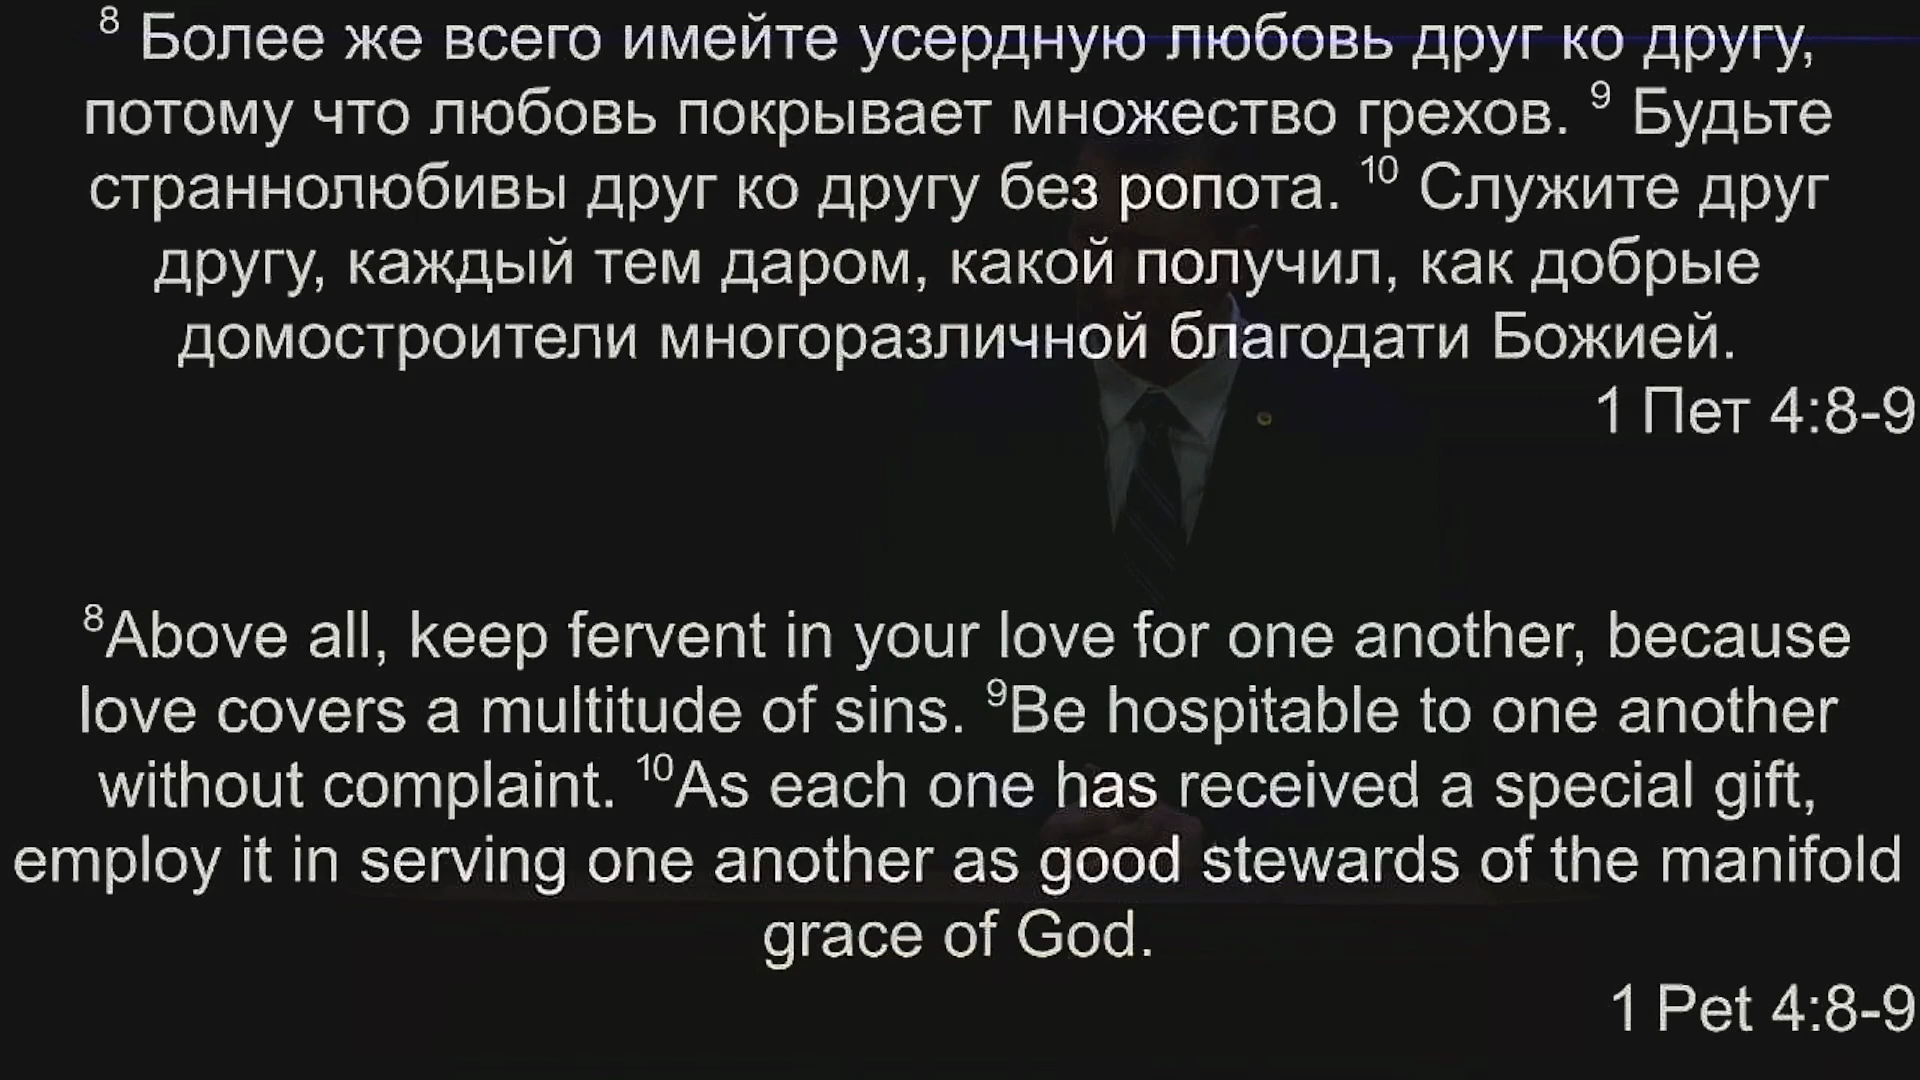 8 Более же всего имейте усердную любовь друг ко другу,
потому что любовь покрывает множество грехов. 9 Будьте
страннолюбивы друг ко другу без ропота. 10 Служите друг
другу, каждый тем даром, какой получил, как добрые
домостроители многоразличной благодати Божией.
1 Пет 4:8-9
8Above all, keep fervent in your love for one another, because
love covers a multitude of sins. 9Be hospitable to one another
without complaint. 10As each one has received a special gift,
employ it in serving one another as good stewards of the manifold
grace of God.
1 Pet 4:8-9